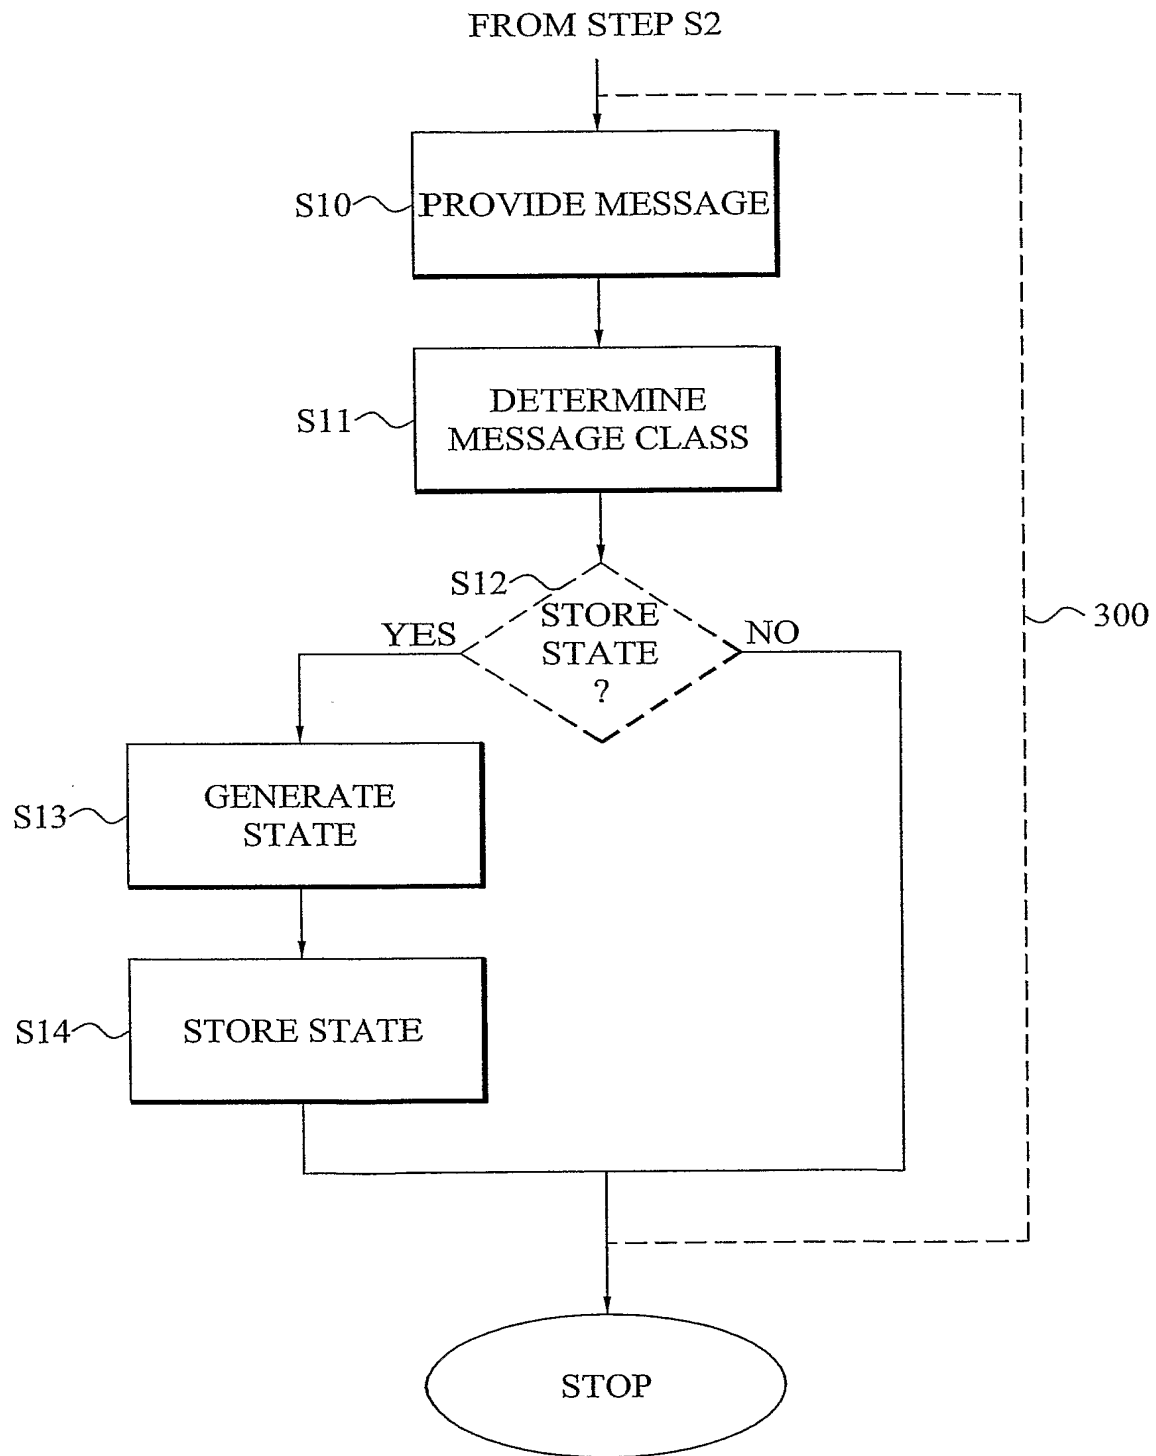 FROM STEP S2
S10
PROVIDE MESSAGE
S11
DETERMINE
MESSAGE CLASS
S12
STORE
STATE
?
YES
NO
300
S13
GENERATE
STATE
S14
STORE STATE
STOP